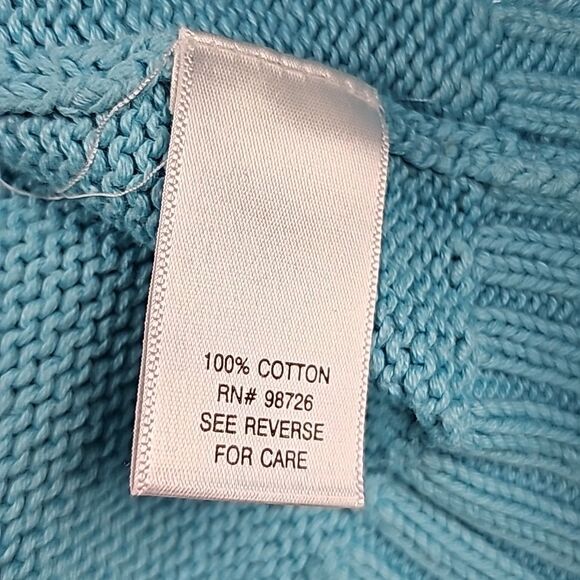 100% COTTON
RN# 98726
SEE REVERSE
FOR CARE